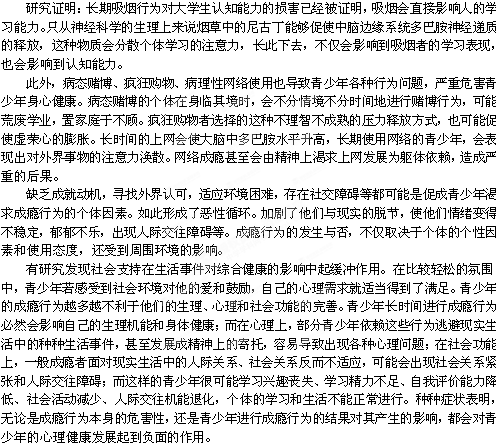 研究证明：长期吸烟行为对大学生认知能力的损害已经被证明，吸烟会直接影响人的学
习能力。只从神经科学的生理上来说烟草中的尼古丁能够促使中脑边缘系统多巴胺神经递质
的释放，这种物质会分散个体学习的注意力，长此下去，不仅会影响到吸烟者的学习表现，
也会影响到认知能力。
此外，病态赌博、疯狂购物、病理性网络使用也导致青少年各种行为问题，严重危害青
少年身心健康。病态赌博的个体在身临其境时，会不分情境不分时间地进行赌博行为，可能
荒废学业，置家庭于不顾。疯狂购物者选择的这种不理智不成熟的压力释放方式，也可能促
使虚荣心的膨胀。长时间的上网会使大脑中多巴胺水平升高，长期使用网络的青少年，会表
现出对外界事物的注意力涣散。网络成瘾甚至会由精神上渴求上网发展为躯体依赖，造成严
重的后果。
缺乏成就动机，寻找外界认可，适应环境困难，存在社交障碍等都可能是促成青少年渴
求成瘾行为的个体因素。如此形成了恶性循环。加剧了他们与现实的脱节，使他们情绪变得
不稳定，郁郁不乐，出现人际交往障碍等。成瘾行为的发生与否，不仅取决于个体的个性因
素和使用态度，还受到周围环境的影响。
有研究发现社会支持在生活事件对综合健康的影响中起缓冲作用。在比较轻松的氛围
中，青少年若感受到社会环境对他的爱和鼓励，自己的心理需求就适当得到了满足。青少年
的成瘾行为越多越不利于他们的生理、心理和社会功能的完善。青少年长时间进行成瘾行为
必然会影响自己的生理机能和身体健康；而在心理上，部分青少年依赖这些行为逃避现实生
活中的种种生活事件，甚至发展成精神上的寄托，容易导致出现各种心理问题；在社会功能
上，一般成瘾者面对现实生活中的人际关系、社会关系反而不适应，可能会出现社会关系紧
张和人际交往障碍；而这样的青少年很可能学习兴趣丧失、学习精力不足、自我评价能力降
低、社会活动减少、人际交往机能退化，个体的学习和生活不能正常进行。种种症状表明，
无论是成瘾行为本身的危害性，还是青少年进行成瘾行为的结果对其产生的影响，都会对青
少年的心理健康发展起到负面的作用。